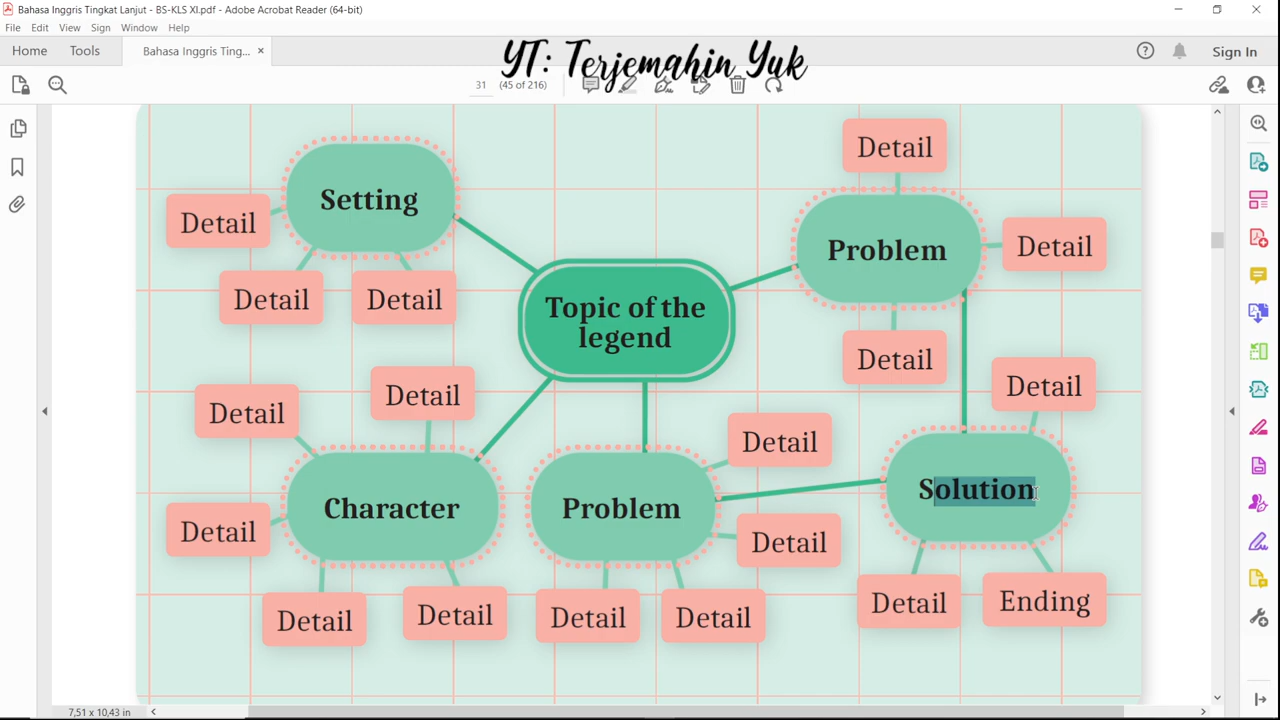 Bahasa Inggris Tingkat Lanjut - BS-KLS XI.pdf - Adobe Acrobat Reader (64-bit)
File Edit View Sign Window Help
Home Tools Bahasa Inggris Ting... × Sign In
YT: Terjemahin Yuk
31 (45 of 216)
Setting
Detail
Detail
Detail
Topic of the
legend
Detail
Problem
Detail
Detail
Detail
Detail
Character
Detail
Detail
Detail
Problem
Detail
Detail
Detail
Detail
Detail
Solution
Detail
Ending
7,51 x 10,43 in